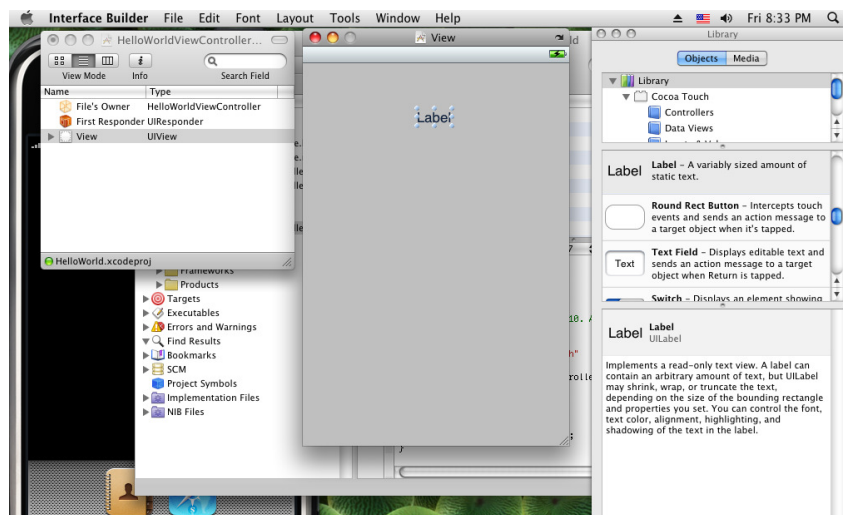 Interface Builder File Edit Font Layout Tools Window Help Fri 8:33 PM
HelloWorldViewController...
View Mode Info Search Field
Name Type
File's Owner HelloWorldViewController
First Responder UIResponder
View UIView
HelloWorld.xcodeproj
Frameworks
Products
Targets
Executables
Errors and Warnings
Find Results
Bookmarks
SCM
Project Symbols
Implementation Files
NIB Files
View
Label
Library
Objects Media
Library
Cocoa Touch
Controllers
Data Views
Label
Label – A variably sized amount of
static text.
Round Rect Button – Intercepts touch
events and sends an action message to
a target object when it's tapped.
Text
Text Field – Displays editable text and
sends an action message to a target
object when Return is tapped.
Switch – Displays an element showing
Label
Label
UILabel
Implements a read-only text view. A label can
contain an arbitrary amount of text, but UILabel
may shrink, wrap, or truncate the text,
depending on the size of the bounding rectangle
and properties you set. You can control the font,
text color, alignment, highlighting, and
shadowing of the text in the label.